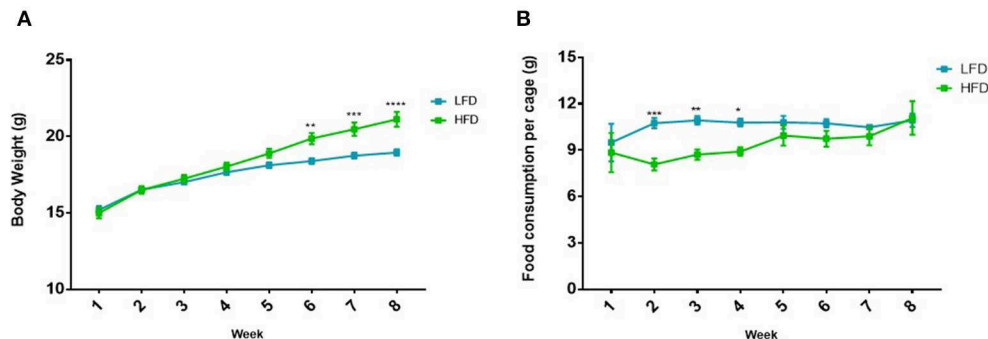 A
Body Weight (g)
25
20
15
10
** *** ****
LFD
HFD
1 2 3 4 5 6 7 8
Week
B
Food consumption per cage (g)
15
12
9
6
3
0
*** ** *
LFD
HFD
1 2 3 4 5 6 7 8
Week